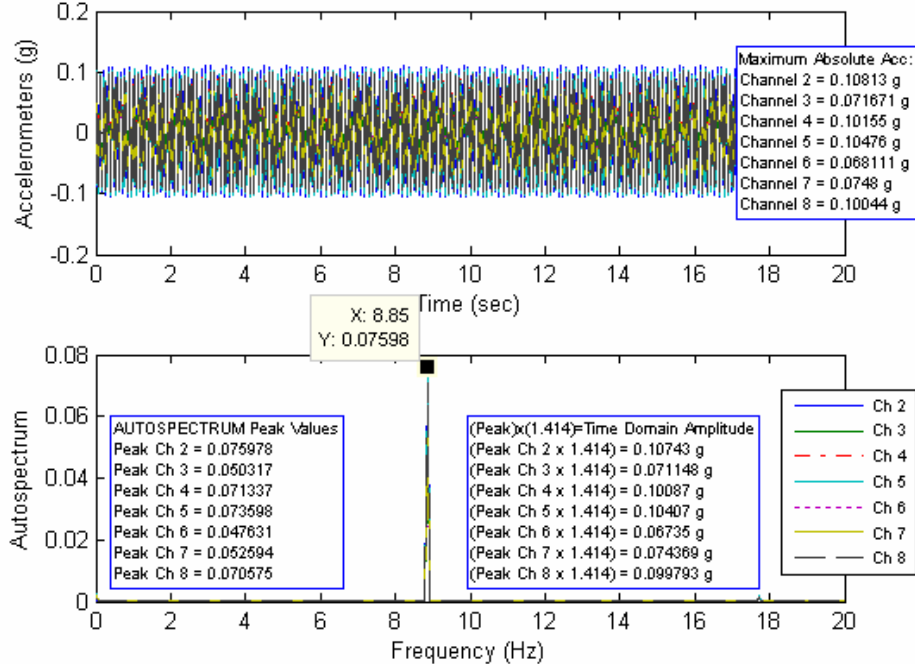 0.2
0.1
0
-0.1
-0.2
Accelerometers (g)
Maximum Absolute Acc:
Channel 2 = 0.10813 g
Channel 3 = 0.071671 g
Channel 4 = 0.10155 g
Channel 5 = 0.10476 g
Channel 6 = 0.068111 g
Channel 7 = 0.0748 g
Channel 8 = 0.10044 g
0 2 4 6 8 10 12 14 16 18 20
Time (sec)
X: 8.85
Y: 0.07598
0.08
0.06
0.04
0.02
0
Autospectrum
AUTOSPECTRUM Peak Values
Peak Ch 2 = 0.075978
Peak Ch 3 = 0.050317
Peak Ch 4 = 0.071337
Peak Ch 5 = 0.073598
Peak Ch 6 = 0.047631
Peak Ch 7 = 0.052594
Peak Ch 8 = 0.070575
(Peak)x(1.414)=Time Domain Amplitude
(Peak Ch 2 x 1.414) = 0.10743 g
(Peak Ch 3 x 1.414) = 0.071148 g
(Peak Ch 4 x 1.414) = 0.10087 g
(Peak Ch 5 x 1.414) = 0.10407 g
(Peak Ch 6 x 1.414) = 0.06735 g
(Peak Ch 7 x 1.414) = 0.074369 g
(Peak Ch 8 x 1.414) = 0.099793 g
Ch 2
Ch 3
Ch 4
Ch 5
Ch 6
Ch 7
Ch 8
0 2 4 6 8 10 12 14 16 18 20
Frequency (Hz)